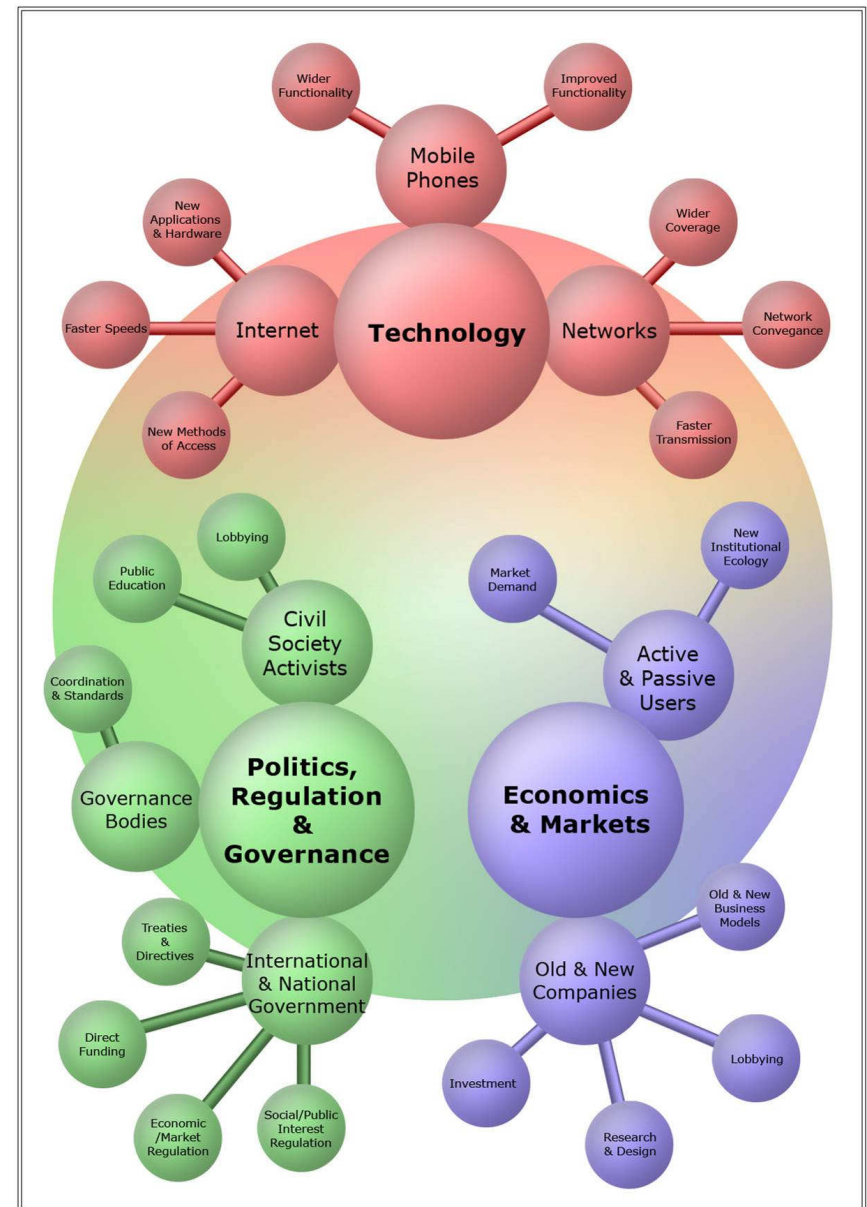 Wider
Functionality
Improved
Functionality
Mobile
Phones
New
Applications
& Hardware
Wider
Coverage
Faster Speeds
Internet
Technology
Networks
Network
Convegance
New Methods
of Access
Faster
Transmission
Lobbying
Public
Education
Civil
Society
Activists
New
Institutional
Ecology
Market
Demand
Active
& Passive
Users
Coordination
& Standards
Governance
Bodies
Politics,
Regulation
&
Governance
Economics
& Markets
Treaties
&
Directives
International
& National
Government
Direct
Funding
Economic
/Market
Regulation
Social/Public
Interest
Regulation
Old & New
Business
Models
Old & New
Companies
Lobbying
Investment
Research
& Design